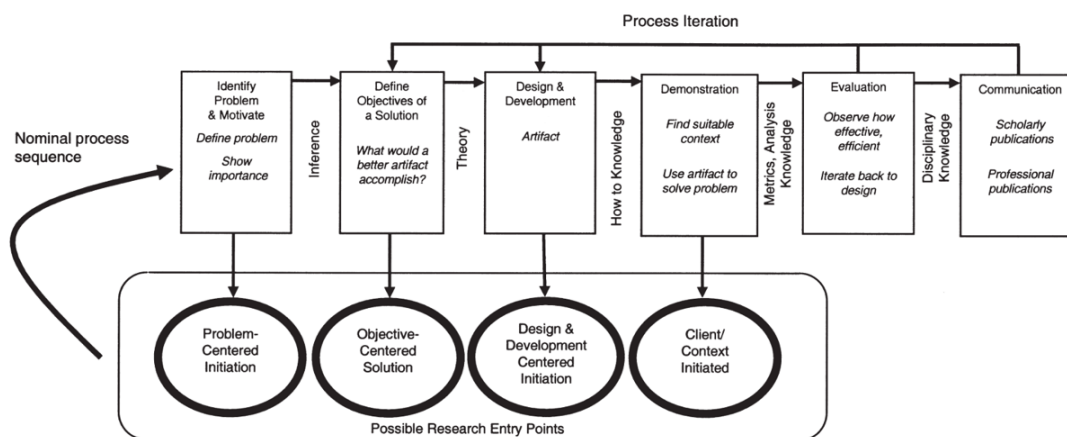 Process Iteration
Nominal process
sequence
Identify
Problem
& Motivate
Define problem
Show
importance
Inference
Define
Objectives of
a Solution
What would a
better artifact
accomplish?
Theory
Design &
Development
Artifact
How to Knowledge
Demonstration
Find suitable
context
Use artifact to
solve problem
Metrics, Analysis
Knowledge
Evaluation
Observe how
effective,
efficient
Iterate back to
design
Disciplinary
Knowledge
Communication
Scholarly
publications
Professional
publications
Problem-
Centered
Initiation
Objective-
Centered
Solution
Design &
Development
Centered
Initiation
Client/
Context
Initiated
Possible Research Entry Points